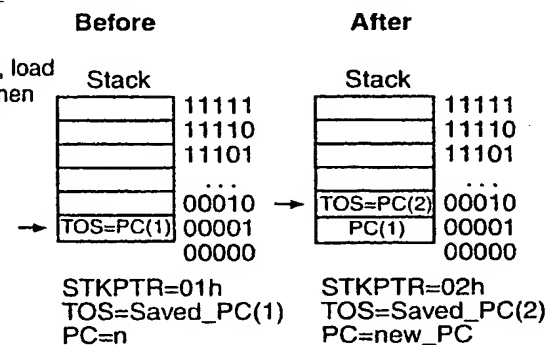 Before After
, load
hen
Stack Stack
11111 11111
11110 11110
11101 11101
... ...
00010 TOS=PC(2) 00010
TOS=PC(1) 00001 PC(1) 00001
00000 00000
STKPTR=01h STKPTR=02h
TOS=Saved_PC(1) TOS=Saved_PC(2)
PC=n PC=new_PC